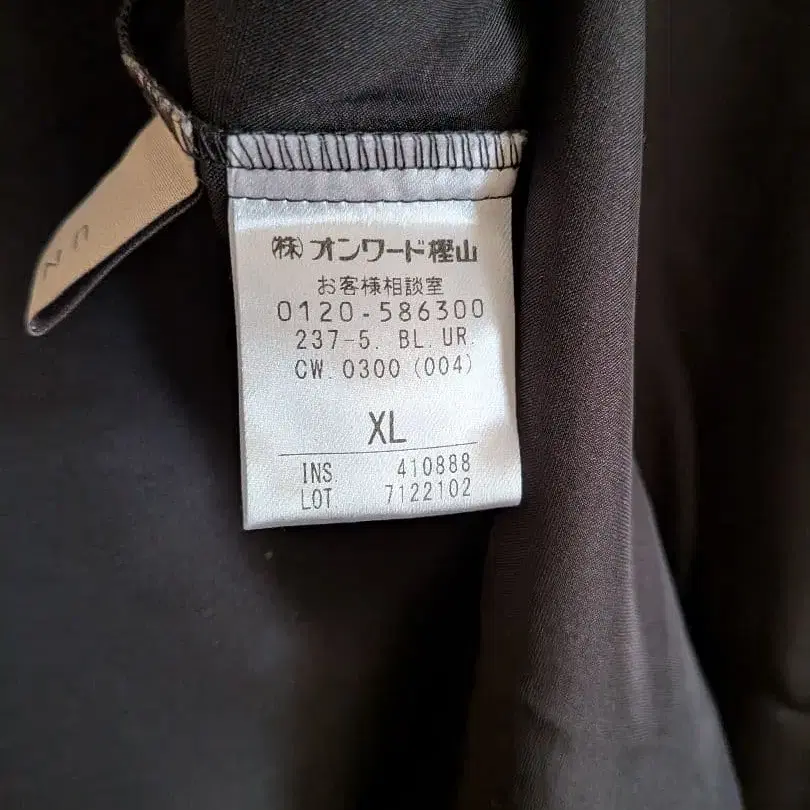 ㈱オンワード樫山
お客様相談室
0120-586300
237-5. BL. UR.
CW. 0300 (004)
XL
INS. 410888
LOT. 7122102